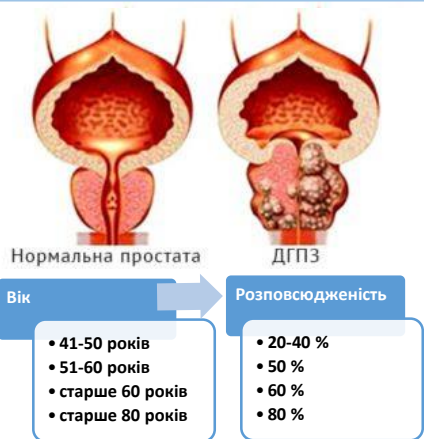 Нормальна простата
ДГПЗ
Вік
Розповсюдженість
• 41-50 років
• 51-60 років
• старше 60 років
• старше 80 років
• 20-40 %
• 50 %
• 60 %
• 80 %